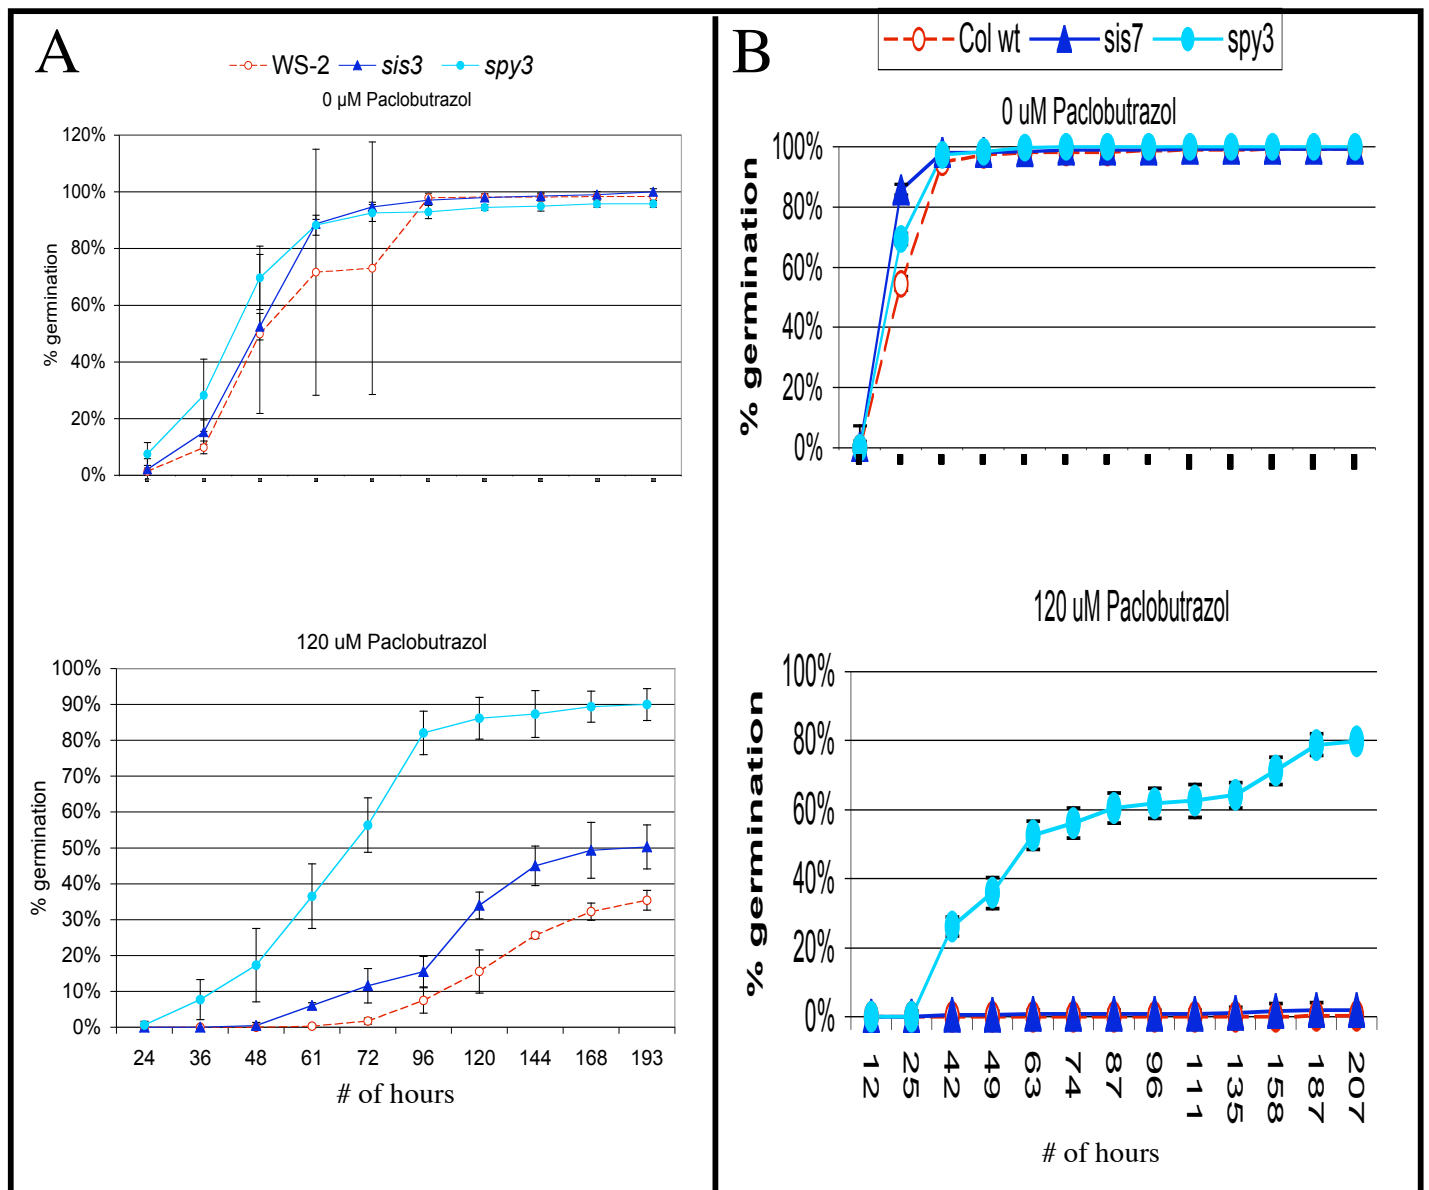 A
WS-2 sis3 spy3
0 µM Paclobutrazol
120%
100%
80%
60%
40%
20%
0%
% germination
120 uM Paclobutrazol
100%
90%
80%
70%
60%
50%
40%
30%
20%
10%
0%
% germination
24 36 48 61 72 96 120 144 168 193
# of hours
B
Col wt sis7 spy3
0 uM Paclobutrazol
100%
80%
60%
40%
20%
0%
% germination
120 uM Paclobutrazol
100%
80%
60%
40%
20%
0%
% germination
12 25 42 49 63 74 87 96 111 135 158 187 207
# of hours